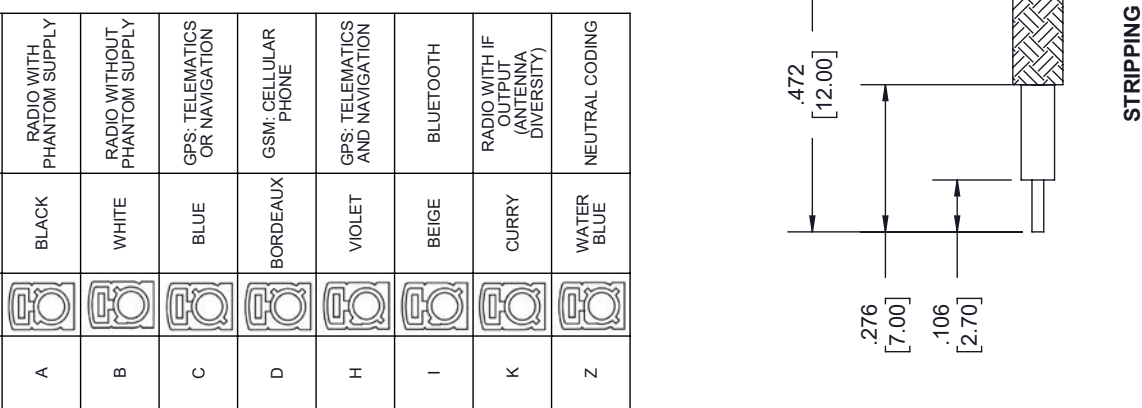 A
BLACK
RADIO WITH
PHANTOM SUPPLY
B
WHITE
RADIO WITHOUT
PHANTOM SUPPLY
C
BLUE
GPS: TELEMATICS
OR NAVIGATION
D
BORDEAUX
GSM: CELLULAR
PHONE
H
VIOLET
GPS: TELEMATICS
AND NAVIGATION
I
BEIGE
BLUETOOTH
K
CURRY
RADIO WITH IF
OUTPUT
(ANTENNA
DIVERSITY)
Z
WATER
BLUE
NEUTRAL CODING
.472
[12.00]
.276
[7.00]
.106
[2.70]
STRIPPING